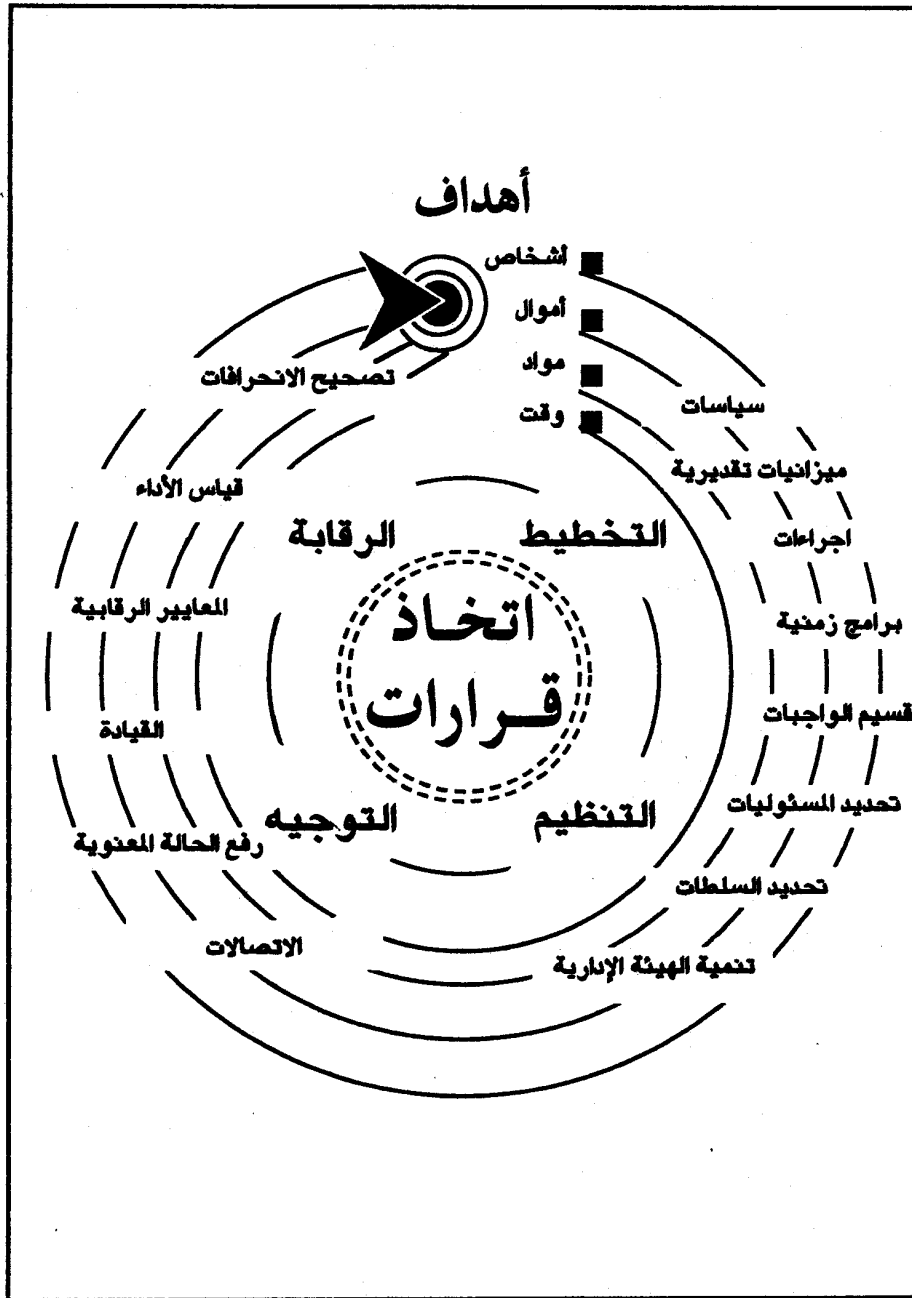 أهداف
أشخاص
أموال
مواد
وقت
سياسات
ميزانيات تقديرية
اجراءات
برامج زمنية
قسيم الواجبات
تحديد المسئوليات
تحديد السلطات
تنمية الهيئة الإدارية
الاتصالات
رفع الحالة المعنوية
القيادة
المعايير الرقابية
قياس الأداء
تصحيح الانحرافات
التخطيط
التنظيم
التوجيه
الرقابة
اتخاذ
قرارات